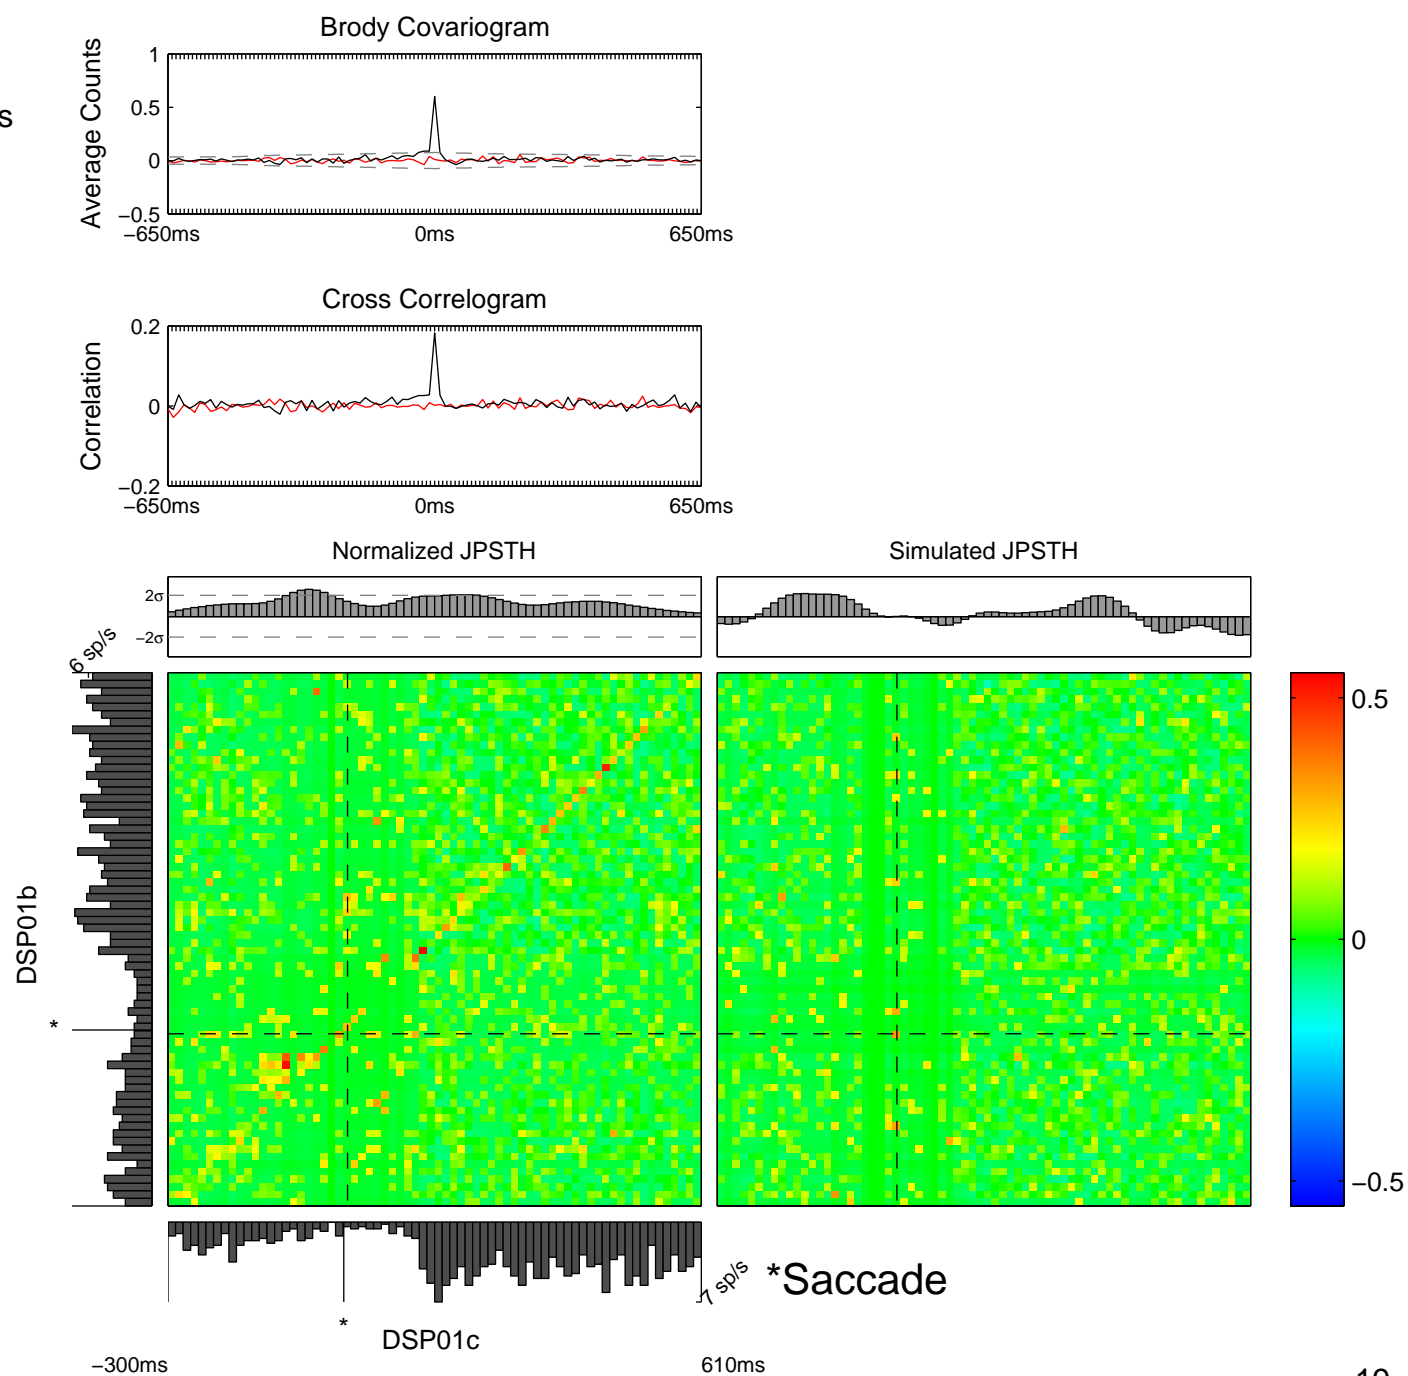 Brody Covariogram
Average Counts
1
0.5
0
−0.5
−650ms
0ms
650ms
s
Cross Correlogram
Correlation
0.2
0
−0.2
−650ms
0ms
650ms
Normalized JPSTH
Simulated JPSTH
2σ
−2σ
6 sp/s
DSP01b
*
0.5
0
−0.5
7 sp/s
*Saccade
*
DSP01c
−300ms
610ms